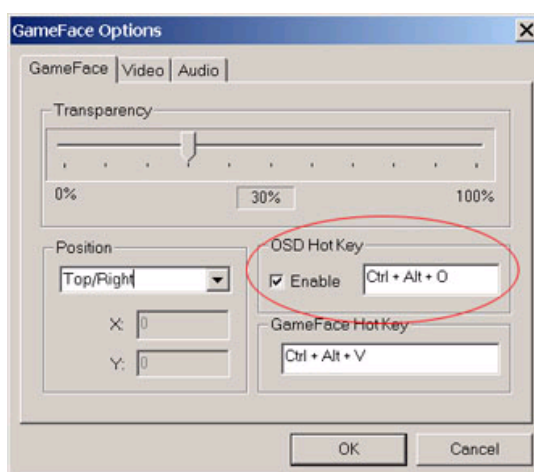 GameFace Options
GameFace Video Audio
Transparency
0% 30% 100%
Position
Top/Right
X: 0
Y: 0
OSD Hot Key
Enable Ctrl + Alt + O
GameFace Hot Key
Ctrl + Alt + V
OK Cancel